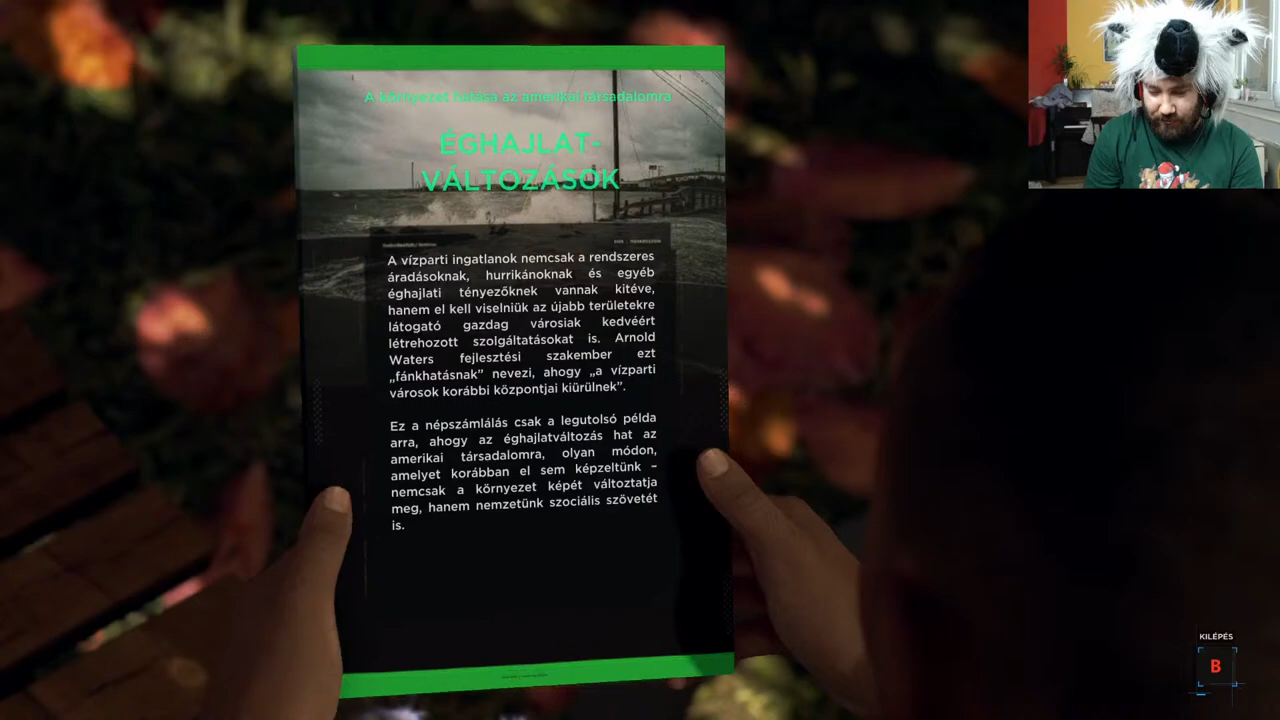 A környezet hatása az amerikai társadalomra
ÉGHAJLAT-
VÁLTOZÁSOK
A vízparti ingatlanok nemcsak a rendszeres
áradásoknak, hurrikánoknak és egyéb
éghajlati tényezőknek vannak kitéve,
hanem el kell viselniük az újabb területekre
látogató gazdag városiak kedvéért
létrehozott szolgáltatásokat is. Arnold
Waters fejlesztési szakember ezt
„fánkhatásnak” nevezi, ahogy „a vízparti
városok korábbi központjai kiürülnek”.
Ez a népszámlálás csak a legutolsó példa
arra, ahogy az éghajlatváltozás hat az
amerikai társadalomra, olyan módon,
amelyet korábban el sem képzeltünk –
nemcsak a környezet képét változtatja
meg, hanem nemzetünk szociális szövetét
is.
KILÉPÉS
B